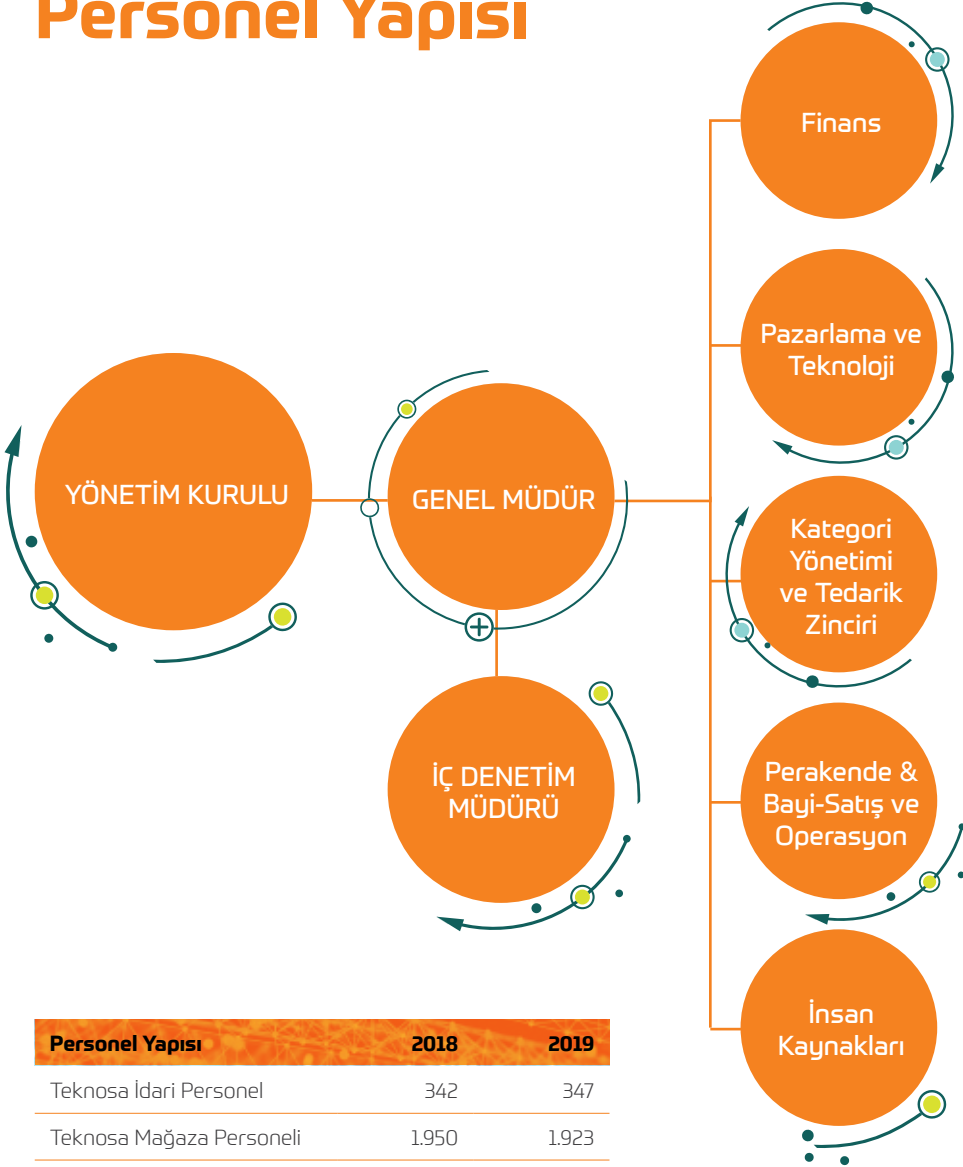 Personel Yapısı
Finans
Pazarlama ve
Teknoloji
YÖNETİM KURULU
GENEL MÜDÜR
Kategori
Yönetimi
ve Tedarik
Zinciri
İÇ DENETİM
MÜDÜRÜ
Perakende &
Bayi-Satış ve
Operasyon
İnsan
Kaynakları
Personel Yapısı 2018 2019
Teknosa İdari Personel 342 347
Teknosa Mağaza Personeli 1.950 1.923